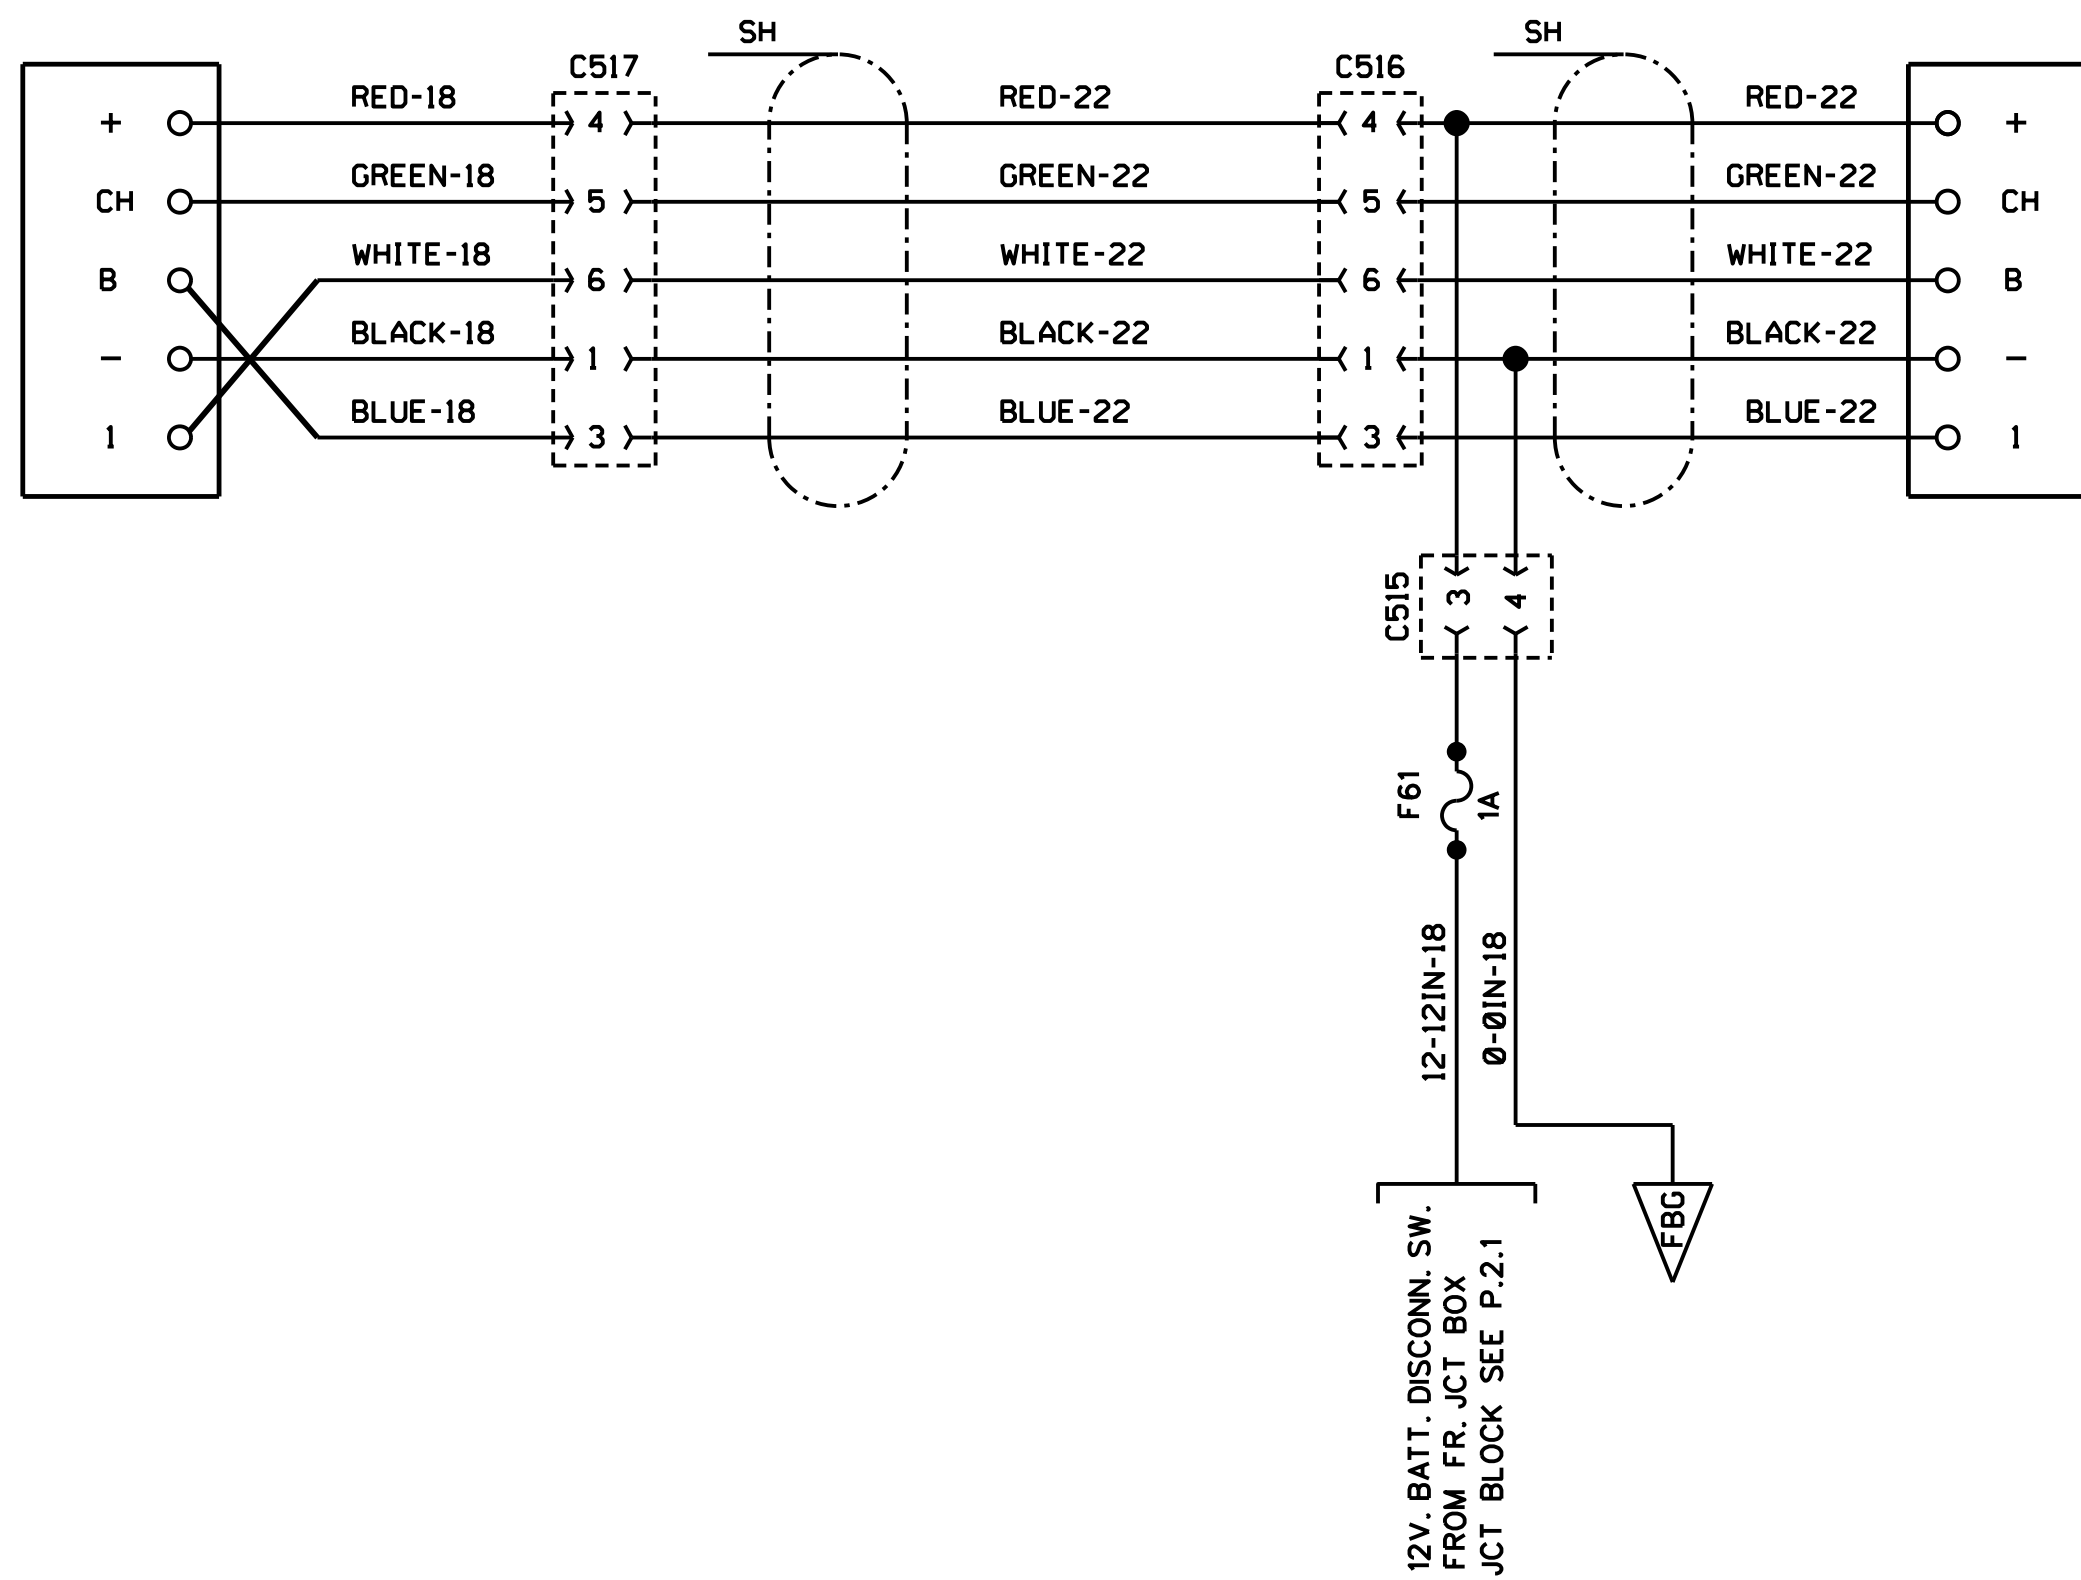 SH SH
C517 C516
RED-18 RED-22 RED-22
+ 4 4 +
GREEN-18 GREEN-22 GREEN-22
CH 5 5 CH
WHITE-18 WHITE-22 WHITE-22
B 6 6 B
BLACK-18 BLACK-22 BLACK-22
- 1 1 -
BLUE-18 BLUE-22 BLUE-22
1 3 3 1
C515
3
4
F61
1A
12-12IN-18
0-0IN-18
12V. BATT. DISCONN. SW.
FROM FR. JCT BOX
JCT BLOCK SEE P.2.1
FBG